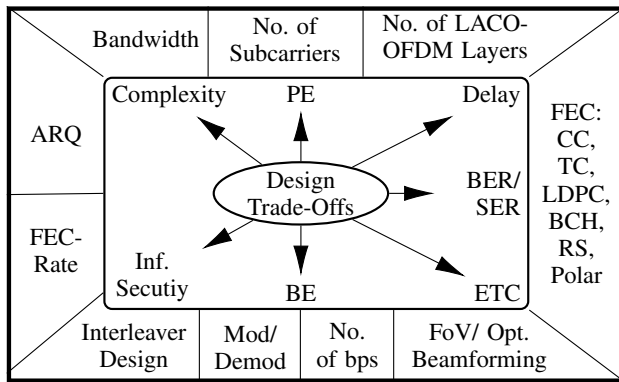 Bandwidth
No. of
Subcarriers
No. of LACO-
OFDM Layers
Complexity
PE
Delay
ARQ
FEC:
CC,
TC,
LDPC,
BCH,
RS,
Polar
Design
Trade-Offs
BER/
SER
FEC-
Rate
Inf.
Secutiy
BE
ETC
Interleaver
Design
Mod/
Demod
No.
of bps
FoV/ Opt.
Beamforming